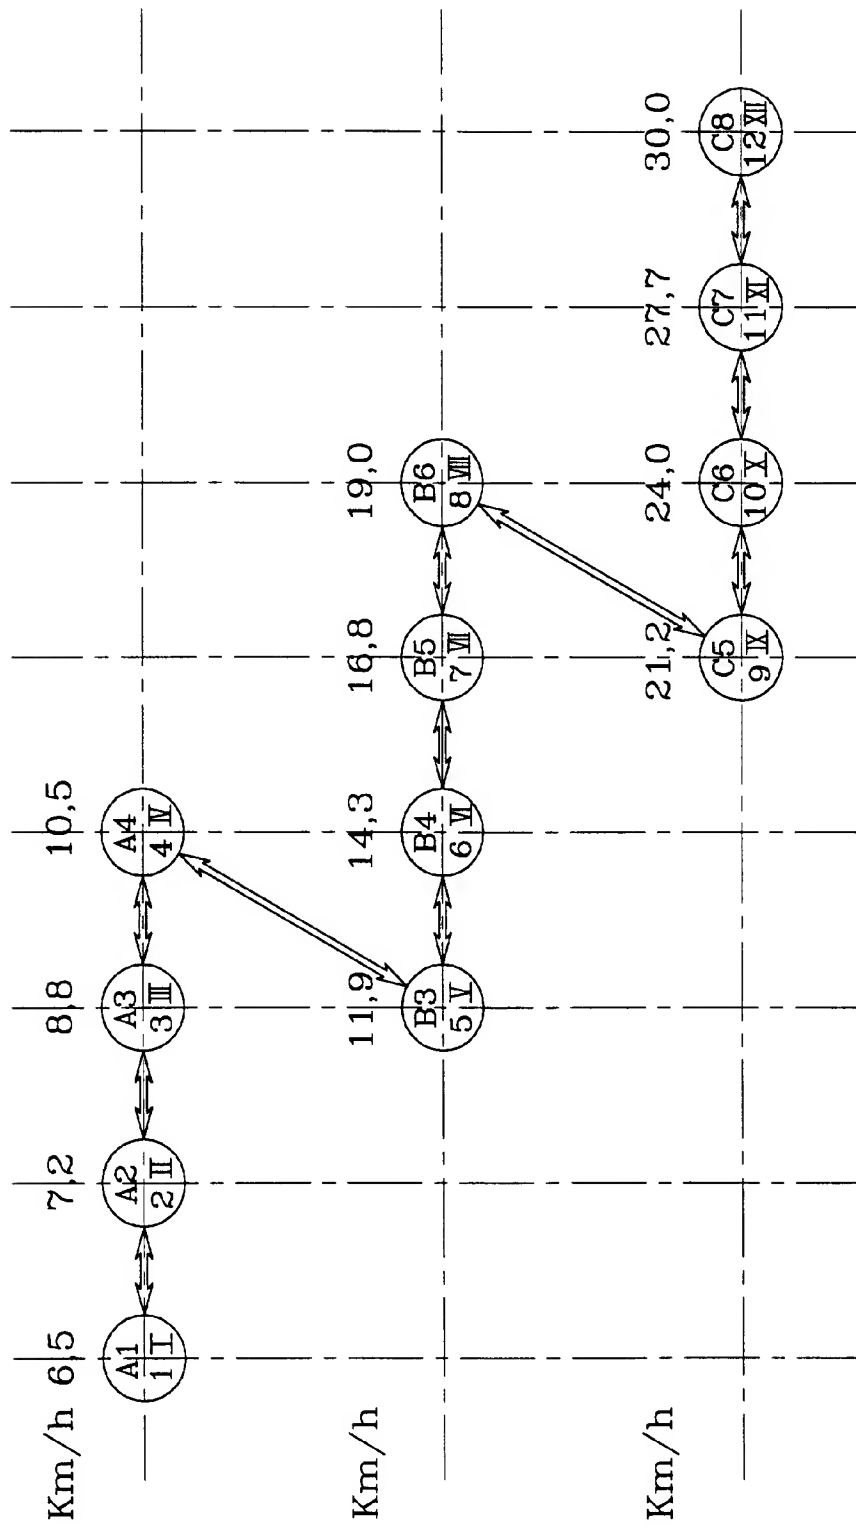 Km/h 6,5 7,2 8,8 10,5
A1 A2 A3 A4
1 I 2 II 3 III 4 IV
Km/h 11,9 14,3 16,8 19,0
B3 B4 B5 B6
5 V 6 VI 7 VII 8 VIII
Km/h 21,2 24,0 27,7 30,0
C5 C6 C7 C8
9 IX 10 X 11 XI 12 XII